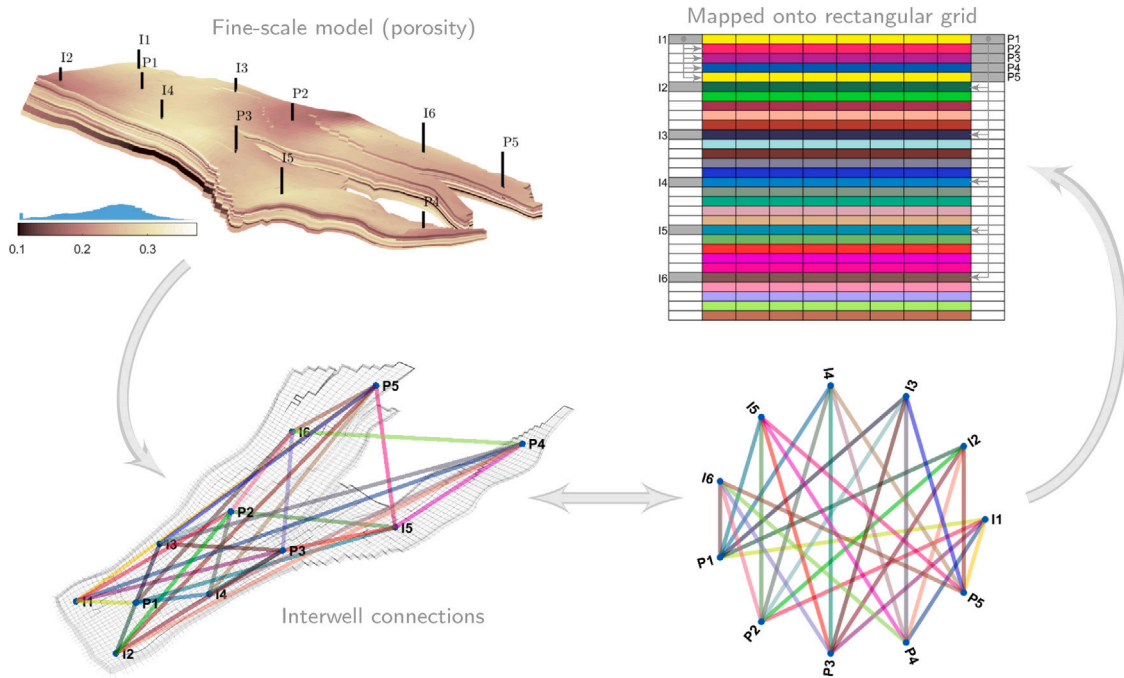 Fine-scale model (porosity)
I2
I1
P1
I4
I3
P2
P3
I5
I6
P5
P4
0.1
0.2
0.3
Mapped onto rectangular grid
I1
P1
P2
P3
P4
P5
I2
I3
I4
I5
I6
P5
P4
I6
P2
I5
I3
P3
I1
P1
I4
I2
Interwell connections
I4
I3
I5
I2
I6
I1
P1
P5
P2
P4
P3